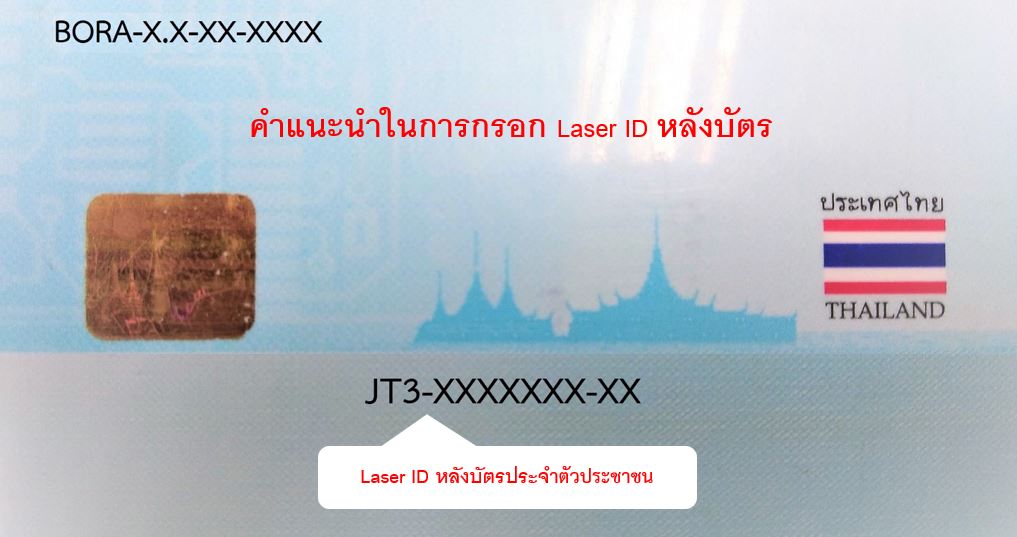 BORA-X.X-XX-XXXX
คำแนะนำในการกรอก Laser ID หลังบัตร
ประเทศไทย
THAILAND
JT3-XXXXXXX-XX
Laser ID หลังบัตรประจำตัวประชาชน